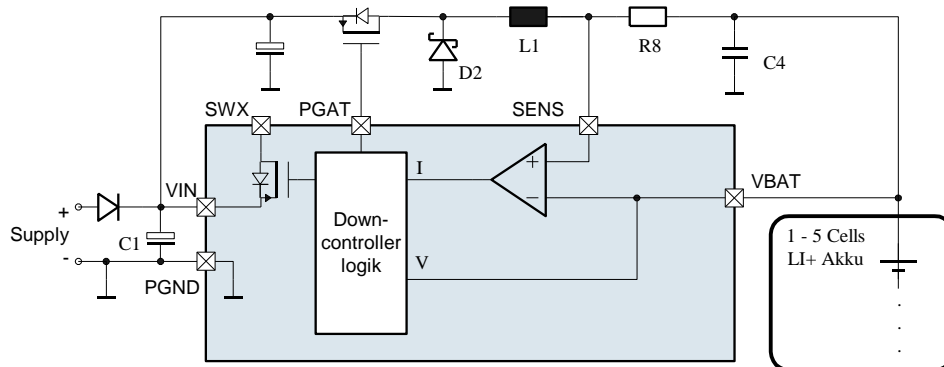 L1
R8
D2
C4
SWX
PGAT
SENS
I
VIN
VBAT
+
Supply
-
C1
Down-
controller
logik
+
-
V
PGND
1 - 5 Cells
LI+ Akku